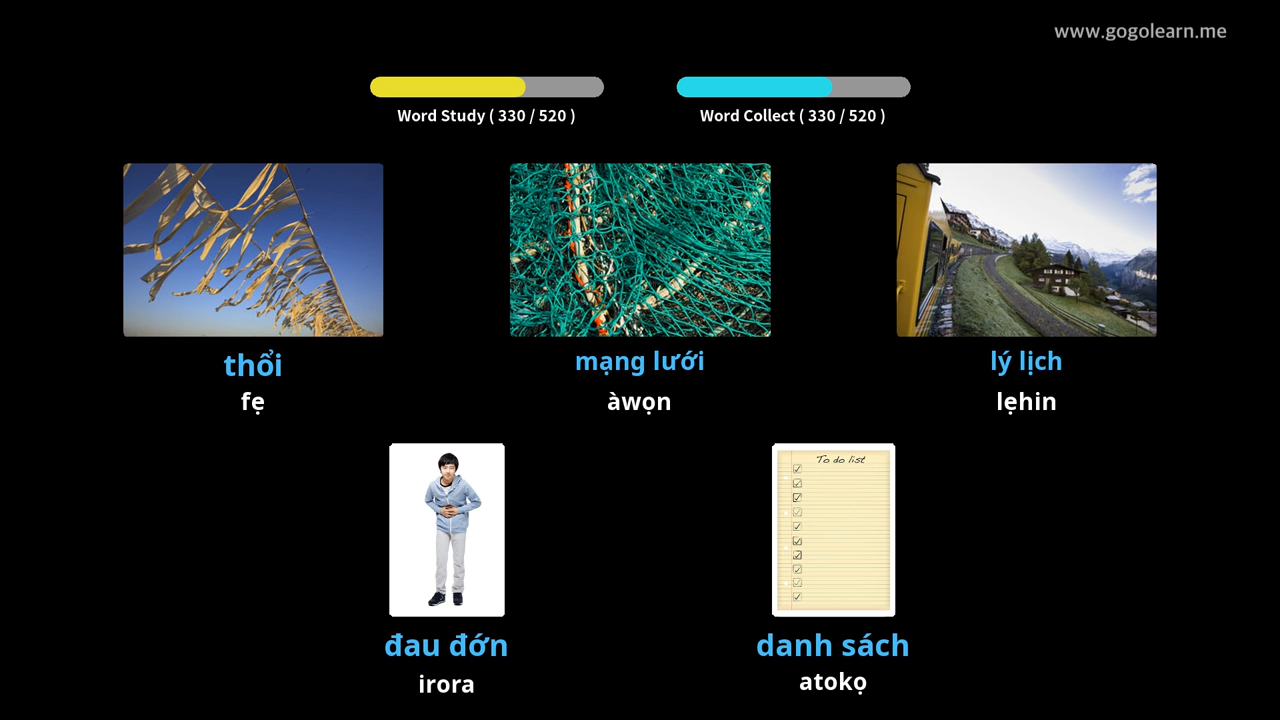 www.gogolearn.me
Word Study ( 330 / 520 )
Word Collect ( 330 / 520 )
thổi
fẹ
mạng lưới
àwọn
lý lịch
lẹhin
To do list
đau đớn
irora
danh sách
atokọ